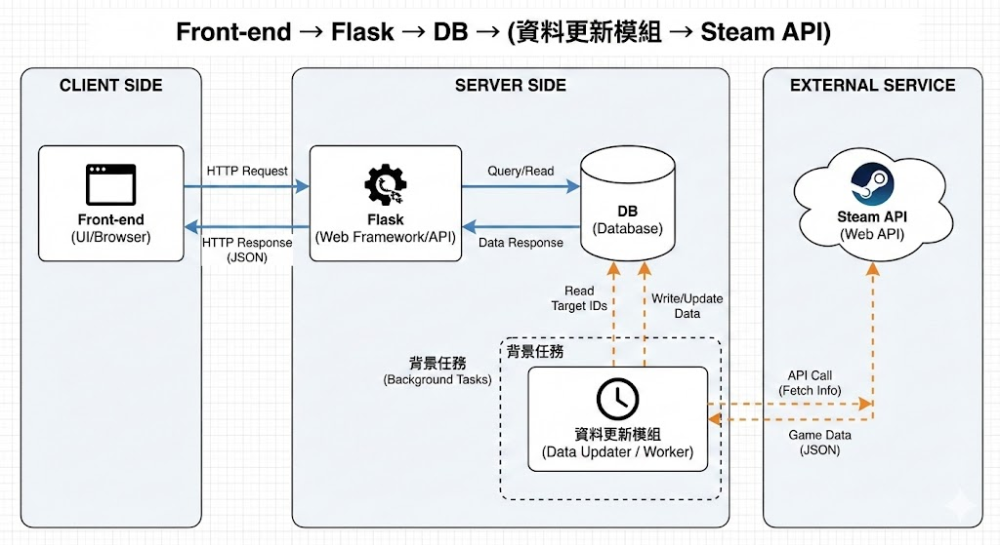 Front-end → Flask → DB → (資料更新模組 → Steam API)
CLIENT SIDE
SERVER SIDE
EXTERNAL SERVICE
Front-end
(UI/Browser)
HTTP Request
HTTP Response
(JSON)
Flask
(Web Framework/API)
Query/Read
Data Response
DB
(Database)
Steam API
(Web API)
Read
Target IDs
Write/Update
Data
背景任務
(Background Tasks)
背景任務
資料更新模組
(Data Updater / Worker)
API Call
(Fetch Info)
Game Data
(JSON)